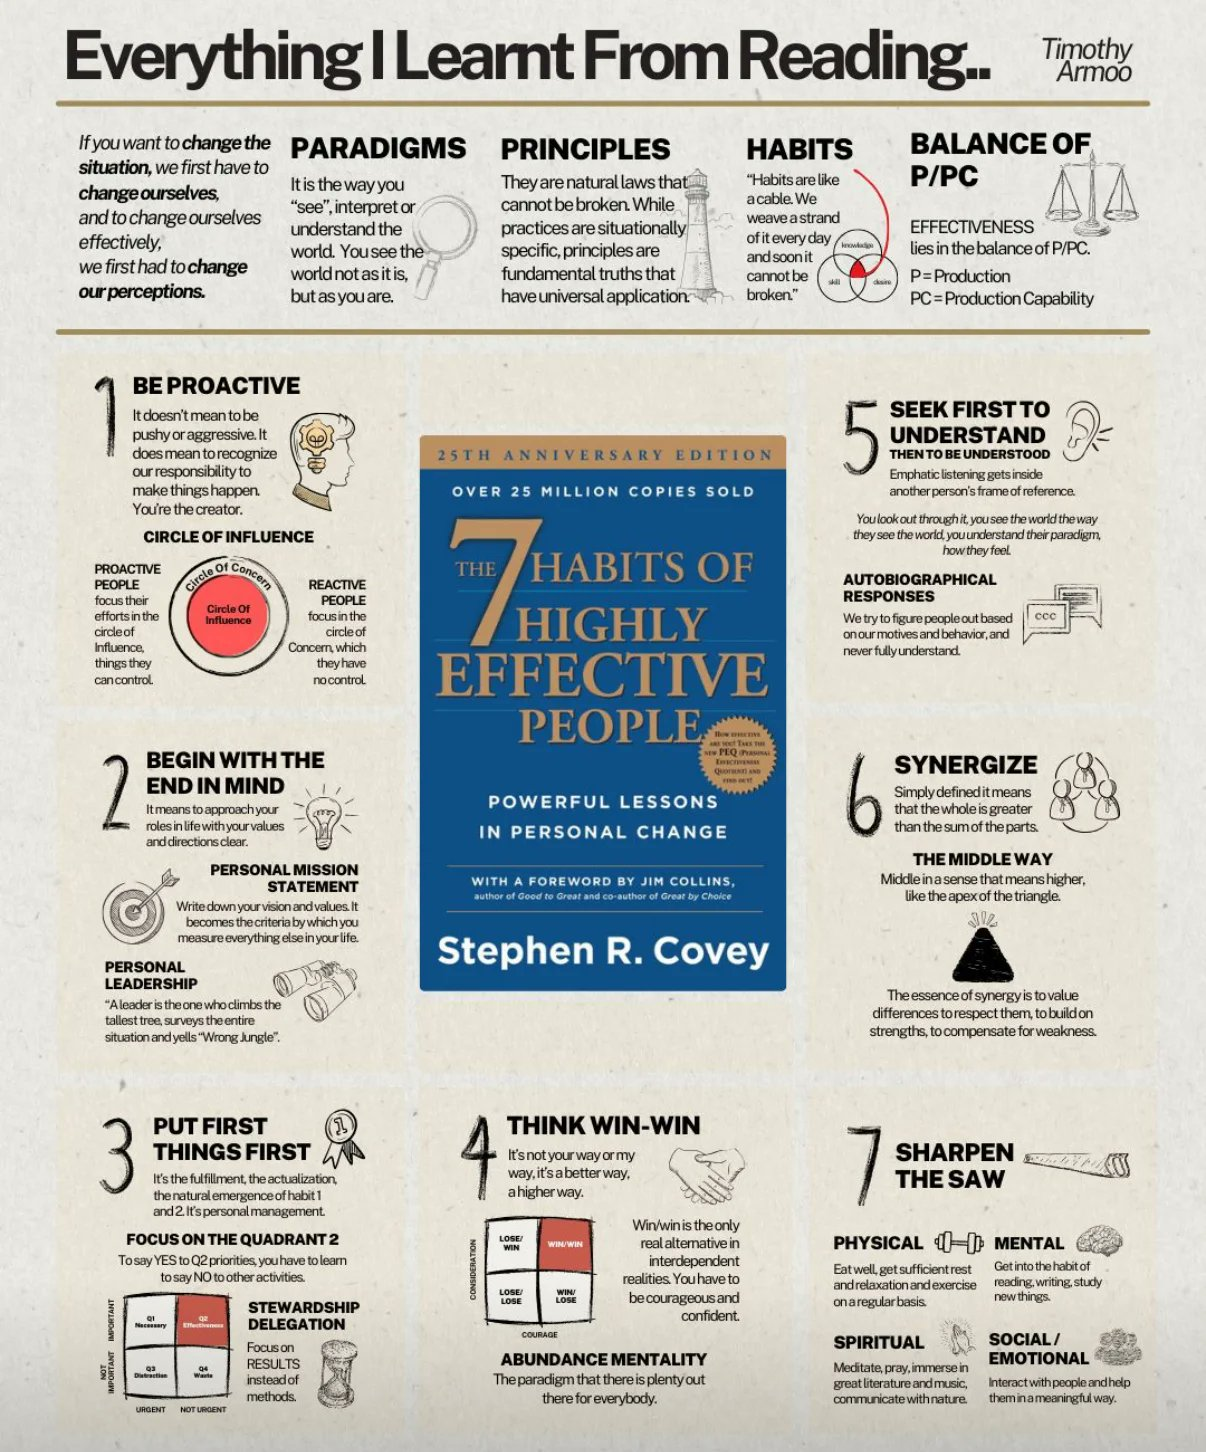 Everything I Learnt From Reading..
Timothy
Armoo
If you want to change the
situation, we first have to
change ourselves,
and to change ourselves
effectively,
we first had to change
our perceptions.
PARADIGMS
It is the way you
“see”, interpret or
understand the
world. You see the
world not as it is,
but as you are.
PRINCIPLES
They are natural laws that
cannot be broken. While
practices are situationally
specific, principles are
fundamental truths that
have universal application.
HABITS
“Habits are like
a cable. We
weave a strand
of it every day
and soon it
cannot be
broken.”
knowledge
skill
desire
BALANCE OF
P/PC
EFFECTIVENESS
lies in the balance of P/PC.
P = Production
PC = Production Capability
1
BE PROACTIVE
It doesn’t mean to be
pushy or aggressive. It
does mean to recognize
our responsibility to
make things happen.
You’re the creator.
CIRCLE OF INFLUENCE
PROACTIVE
PEOPLE
focus their
efforts in the
circle of
Influence,
things they
can control.
Circle Of Concern
Circle Of
Influence
REACTIVE
PEOPLE
focus in the
circle of
Concern, which
they have
no control.
2
BEGIN WITH THE
END IN MIND
It means to approach your
roles in life with your values
and directions clear.
PERSONAL MISSION
STATEMENT
Write down your vision and values. It
becomes the criteria by which you
measure everything else in your life.
PERSONAL
LEADERSHIP
“A leader is the one who climbs the
tallest tree, surveys the entire
situation and yells “Wrong Jungle”.
3
PUT FIRST
THINGS FIRST
1
It’s the fulfillment, the actualization,
the natural emergence of habit 1
and 2. It’s personal management.
FOCUS ON THE QUADRANT 2
To say YES to Q2 priorities, you have to learn
to say NO to other activities.
IMPORTANT
NOT
IMPORTANT
Q1
Necessary
Q2
Effectiveness
Q3
Distraction
Q4
Waste
URGENT
NOT URGENT
STEWARDSHIP
DELEGATION
Focus on
RESULTS
instead of
methods.
25TH ANNIVERSARY EDITION
OVER 25 MILLION COPIES SOLD
THE 7 HABITS OF
HIGHLY
EFFECTIVE
PEOPLE
HOW EFFECTIVE
ARE YOU? TAKE THE
NEW PEQ (PERSONAL
EFFECTIVENESS
QUOTIENT) AND
FIND OUT!
POWERFUL LESSONS
IN PERSONAL CHANGE
WITH A FOREWORD BY JIM COLLINS,
author of Good to Great and co-author of Great by Choice
Stephen R. Covey
4
THINK WIN-WIN
It’s not your way or my
way, it’s a better way,
a higher way.
CONSIDERATION
LOSE/
WIN
WIN/WIN
LOSE/
LOSE
WIN/
LOSE
COURAGE
Win/win is the only
real alternative in
interdependent
realities. You have to
be courageous and
confident.
ABUNDANCE MENTALITY
The paradigm that there is plenty out
there for everybody.
5
SEEK FIRST TO
UNDERSTAND
THEN TO BE UNDERSTOOD
Emphatic listening gets inside
another person’s frame of reference.
You look out through it, you see the world the way
they see the world, you understand their paradigm,
how they feel.
AUTOBIOGRAPHICAL
RESPONSES
We try to figure people out based
on our motives and behavior, and
never fully understand.
6
SYNERGIZE
Simply defined it means
that the whole is greater
than the sum of the parts.
THE MIDDLE WAY
Middle in a sense that means higher,
like the apex of the triangle.
The essence of synergy is to value
differences to respect them, to build on
strengths, to compensate for weakness.
7
SHARPEN
THE SAW
PHYSICAL
Eat well, get sufficient rest
and relaxation and exercise
on a regular basis.
MENTAL
Get into the habit of
reading, writing, study
new things.
SPIRITUAL
Meditate, pray, immerse in
great literature and music,
communicate with nature.
SOCIAL /
EMOTIONAL
Interact with people and help
them in a meaningful way.